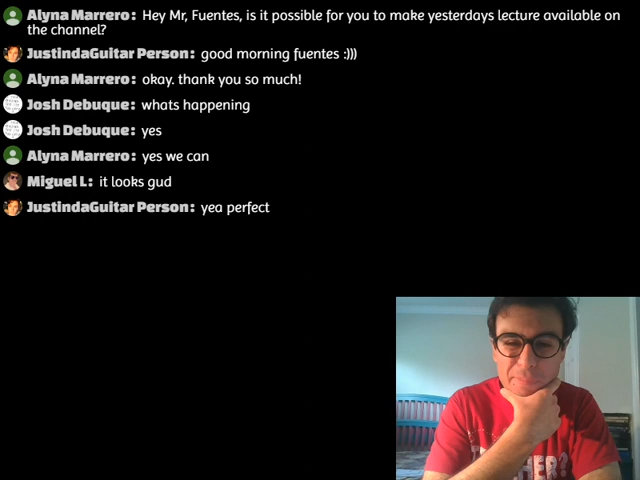 Alyna Marrero: Hey Mr, Fuentes, is it possible for you to make yesterdays lecture available on
the channel?
JustindaGuitar Person: good morning fuentes :)))
Alyna Marrero: okay. thank you so much!
Josh Debuque: whats happening
Josh Debuque: yes
Alyna Marrero: yes we can
Miguel L: it looks gud
JustindaGuitar Person: yea perfect